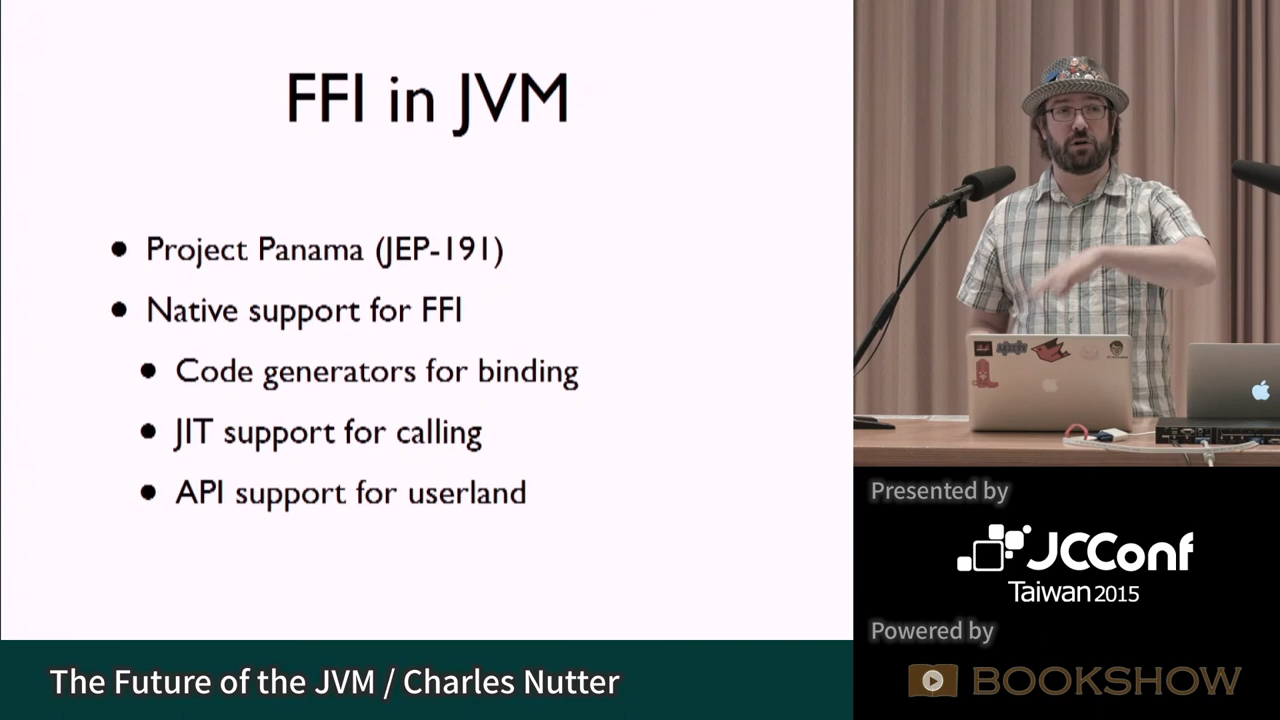 FFI in JVM
Project Panama (JEP-191)
Native support for FFI
Code generators for binding
JIT support for calling
API support for userland
Presented by
JCConf
Taiwan 2015
Powered by
BOOKSHOW
The Future of the JVM / Charles Nutter